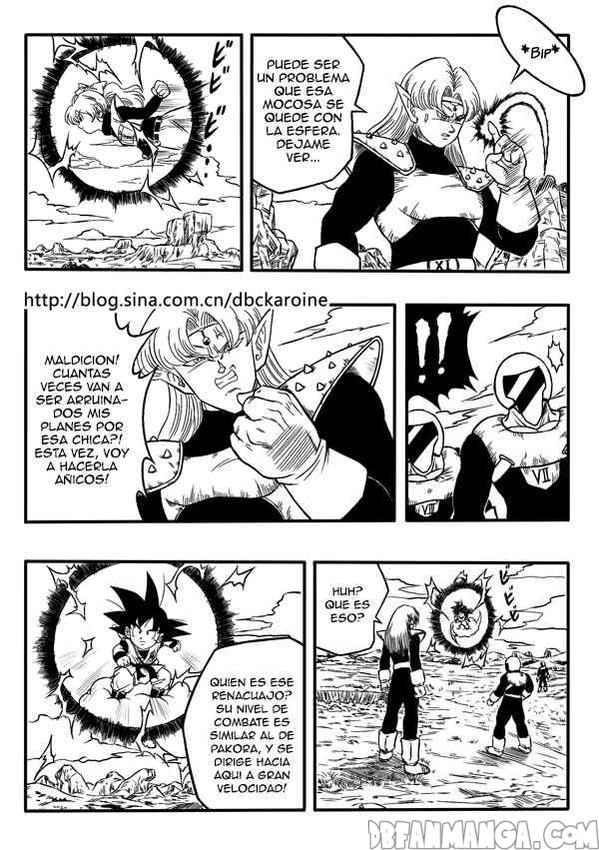 *BIP*
PUEDE SER
UN PROBLEMA
QUE ESA
MOCOSA SE
QUEDE CON
LA ESFERA.
DEJAME
VER...
XI
http://blog.sina.com.cn/dbckaroine
MALDICION!
CUANTAS
VECES VAN A
SER ARRUINA-
DOS MIS
PLANES POR
ESA CHICA?!
ESTA VEZ, VOY
A HACERLA
AÑICOS!
!!
!
VII
QUIEN ES ESE
RENACUAJO?
SU NIVEL DE
COMBATE ES
SIMILAR AL DE
PAKORA, Y SE
DIRIGE HACIA
AQUI A GRAN
VELOCIDAD!
HUH?
QUE ES
ESO?
DBFANMANGA.COM